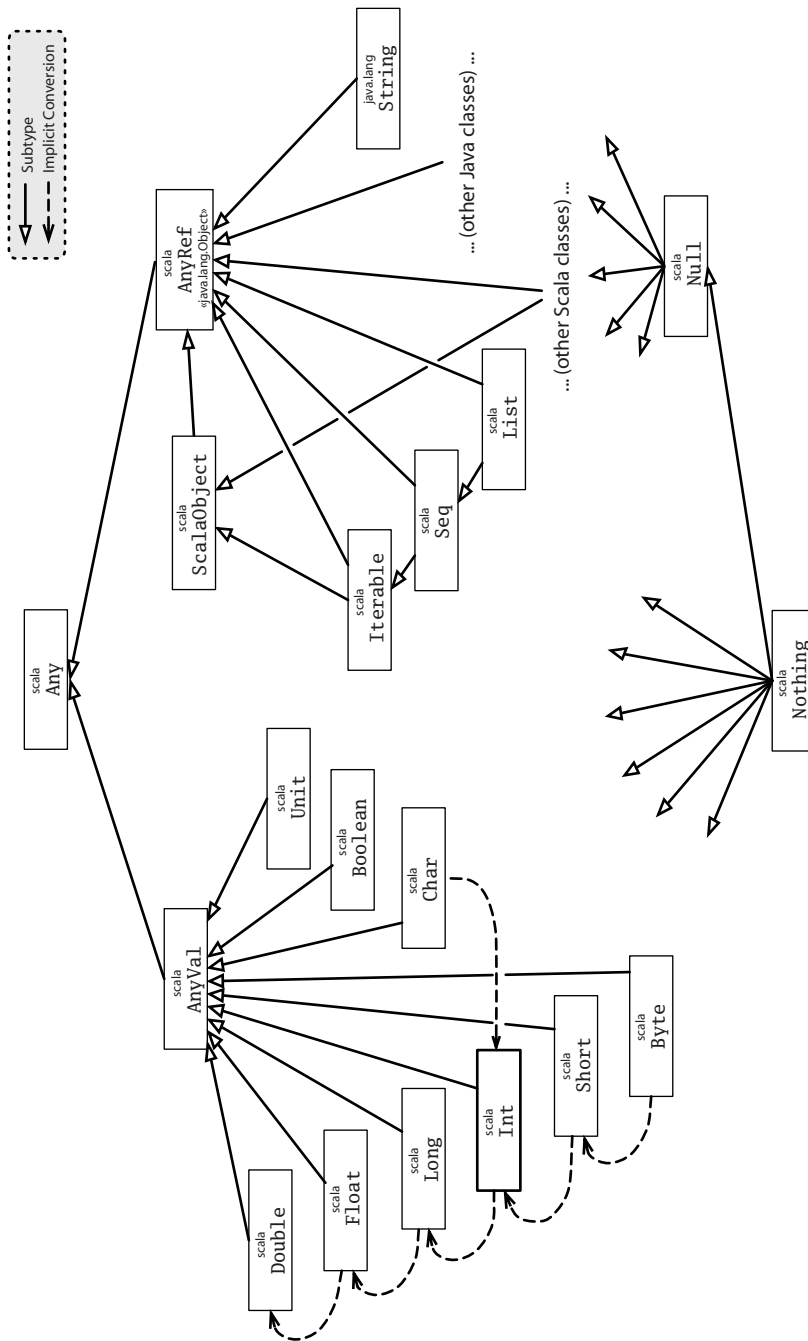 Subtype
Implicit Conversion
scala
Any
scala
AnyVal
scala
AnyRef
«java.lang.Object»
scala
Double
scala
Float
scala
Long
scala
Int
scala
Short
scala
Byte
scala
Char
scala
Boolean
scala
Unit
scala
ScalaObject
scala
Iterable
scala
Seq
scala
List
java.lang
String
... (other Java classes) ...
... (other Scala classes) ...
scala
Null
scala
Nothing